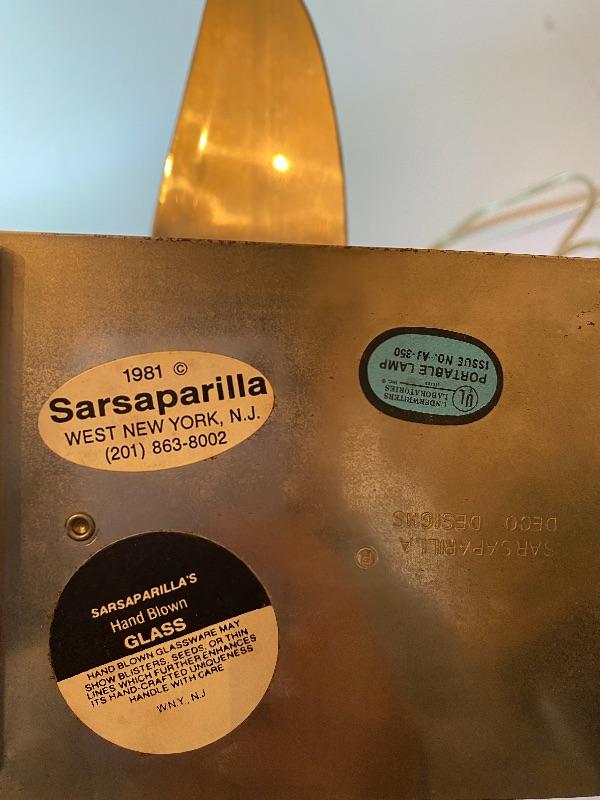 1981 ©
Sarsaparilla
WEST NEW YORK, N.J.
(201) 863-8002
UNDERWRITERS
LABORATORIES
INC.®
UL
PORTABLE LAMP
ISSUE NO. AJ-350
SARSAPARILLA ®
DECO DESIGNS
SARSAPARILLA'S
Hand Blown
GLASS
HAND BLOWN GLASSWARE MAY
SHOW BLISTERS, SEEDS, OR THIN
LINES WHICH FURTHER ENHANCES
ITS HAND-CRAFTED UNIQUENESS
HANDLE WITH CARE
W.N.Y., N.J